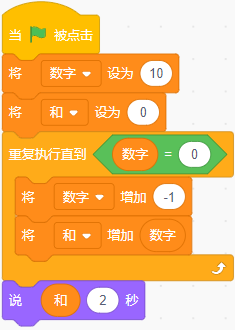 当 被点击
将 数字 设为 10
将 和 设为 0
重复执行直到 数字 = 0
将 数字 增加 -1
将 和 增加 数字
说 和 2 秒